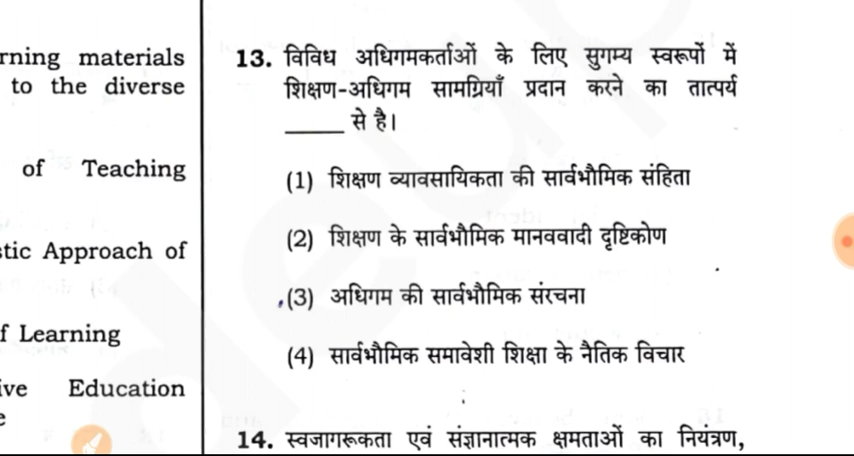 rning materials
to the diverse
of Teaching
stic Approach of
f Learning
ive Education
e
13. विविध अधिगमकर्ताओं के लिए सुगम्य स्वरूपों में
शिक्षण-अधिगम सामग्रियाँ प्रदान करने का तात्पर्य
_____ से है।
(1) शिक्षण व्यावसायिकता की सार्वभौमिक संहिता
(2) शिक्षण के सार्वभौमिक मानववादी दृष्टिकोण
(3) अधिगम की सार्वभौमिक संरचना
(4) सार्वभौमिक समावेशी शिक्षा के नैतिक विचार
14. स्वजागरूकता एवं संज्ञानात्मक क्षमताओं का नियंत्रण,